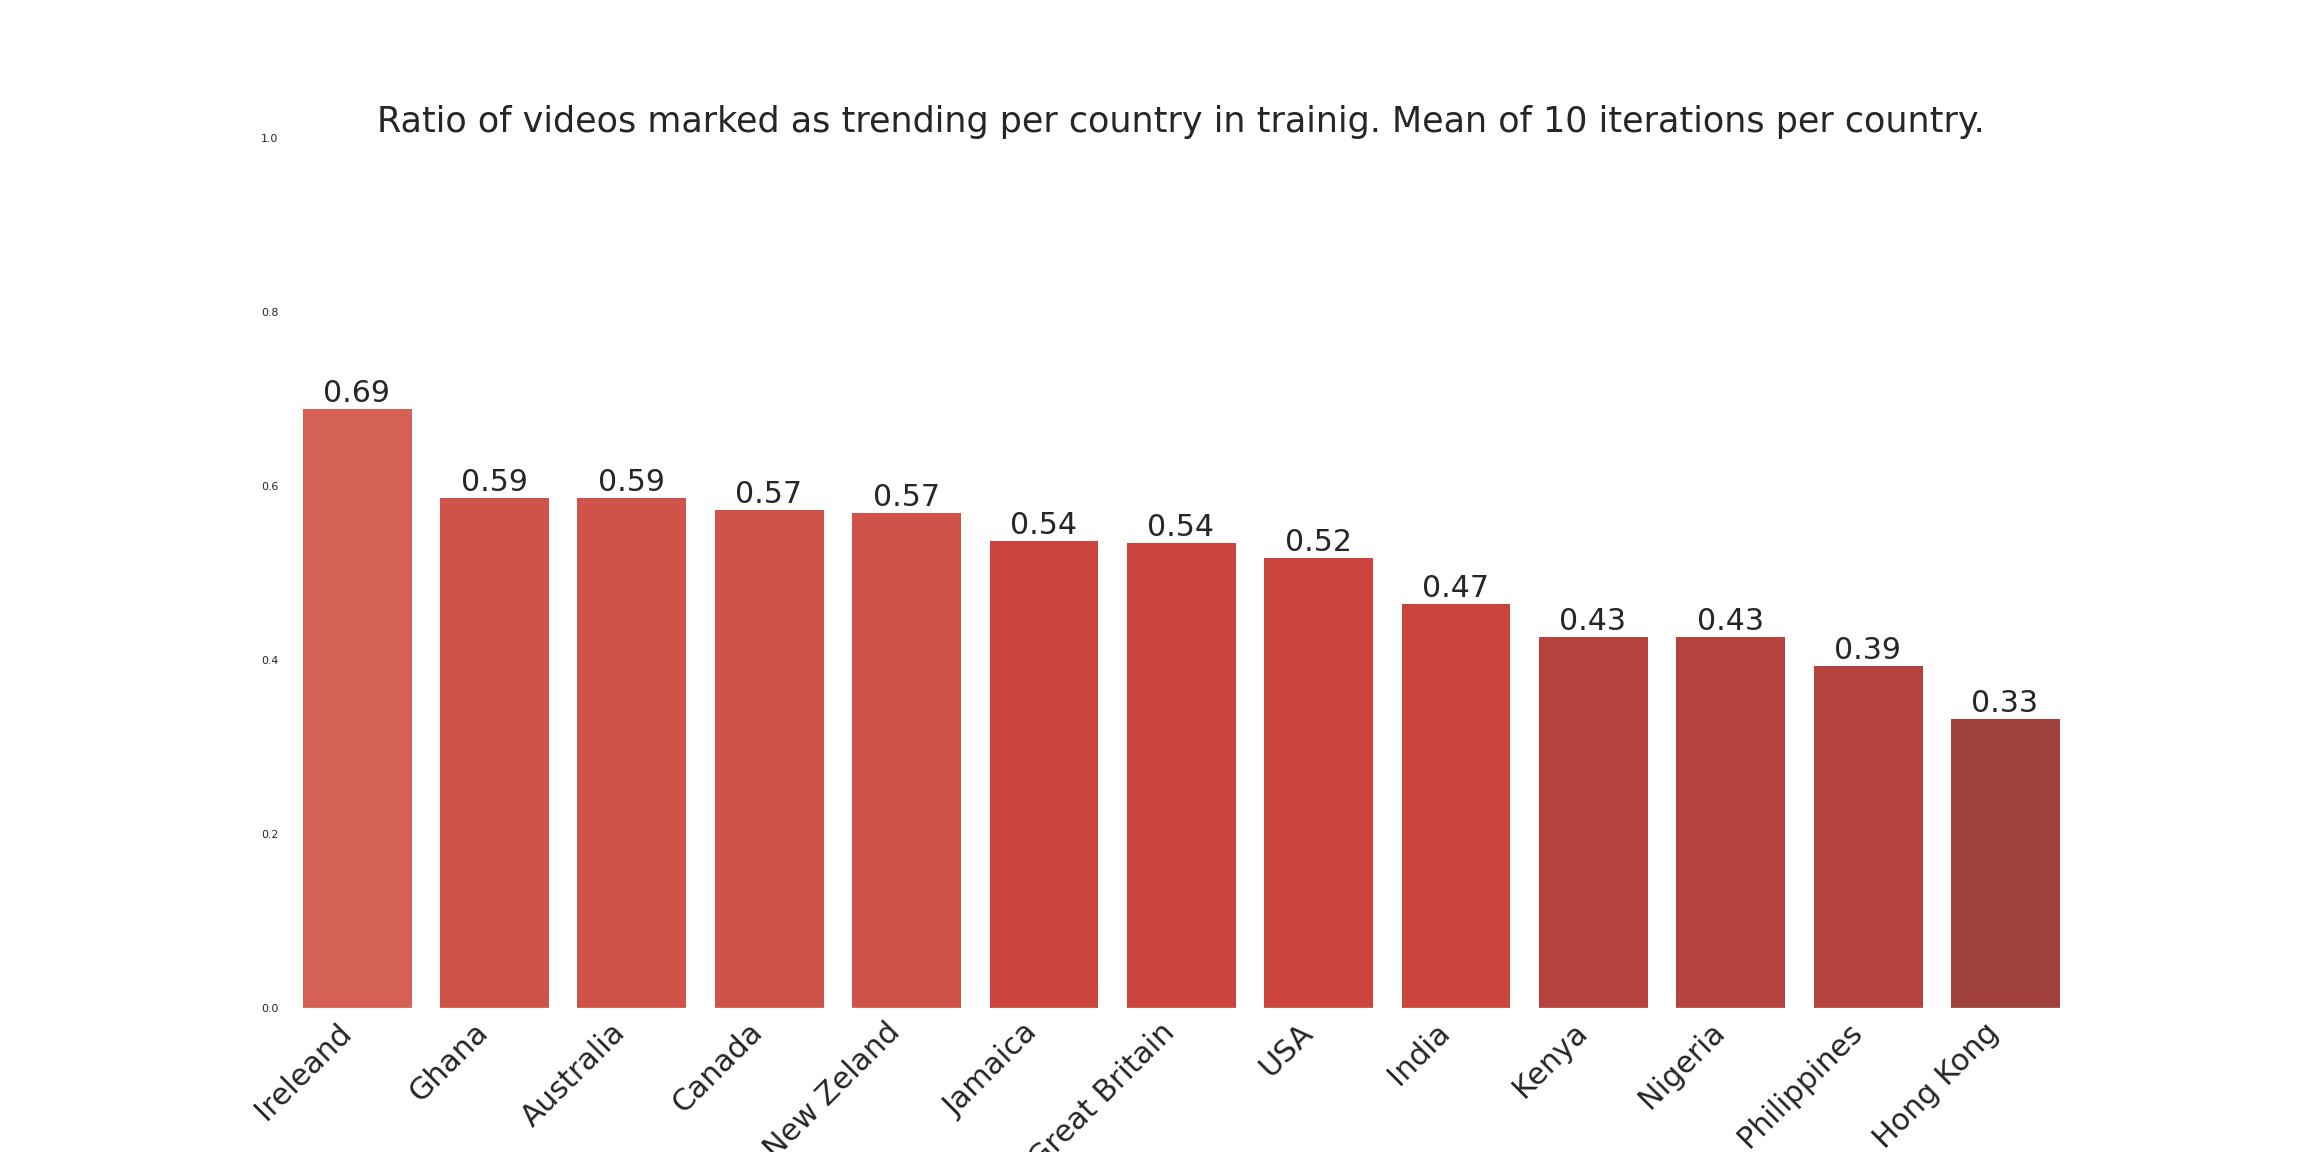 Ratio of videos marked as trending per country in trainig. Mean of 10 iterations per country.
1.0
0.8
0.6
0.4
0.2
0.0
0.69
0.59
0.59
0.57
0.57
0.54
0.54
0.52
0.47
0.43
0.43
0.39
0.33
Ireleand
Ghana
Australia
Canada
New Zeland
Jamaica
Great Britain
USA
India
Kenya
Nigeria
Philippines
Hong Kong